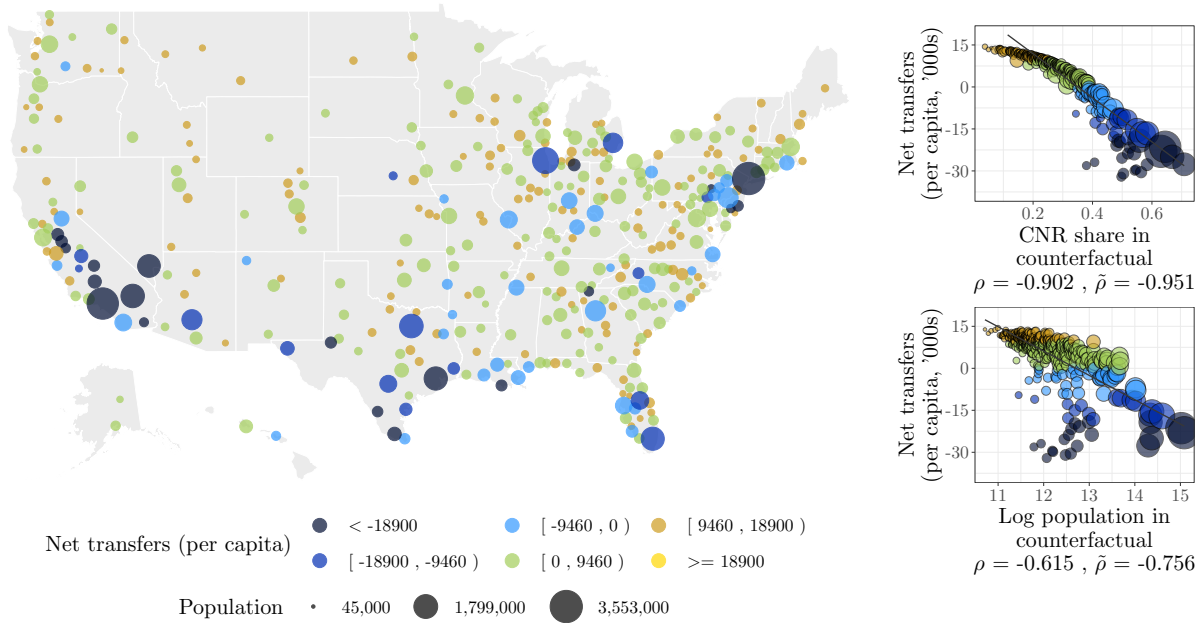 Net transfers
(per capita, '000s)
15
0
-15
-30
0.2
0.4
0.6
CNR share in
counterfactual
ρ = -0.902 , ρ̃ = -0.951
Net transfers
(per capita, '000s)
15
0
-15
-30
11
12
13
14
15
Log population in
counterfactual
ρ = -0.615 , ρ̃ = -0.756
Net transfers (per capita)
< -18900
[ -9460 , 0 )
[ 9460 , 18900 )
[ -18900 , -9460 )
[ 0 , 9460 )
>= 18900
Population
45,000
1,799,000
3,553,000